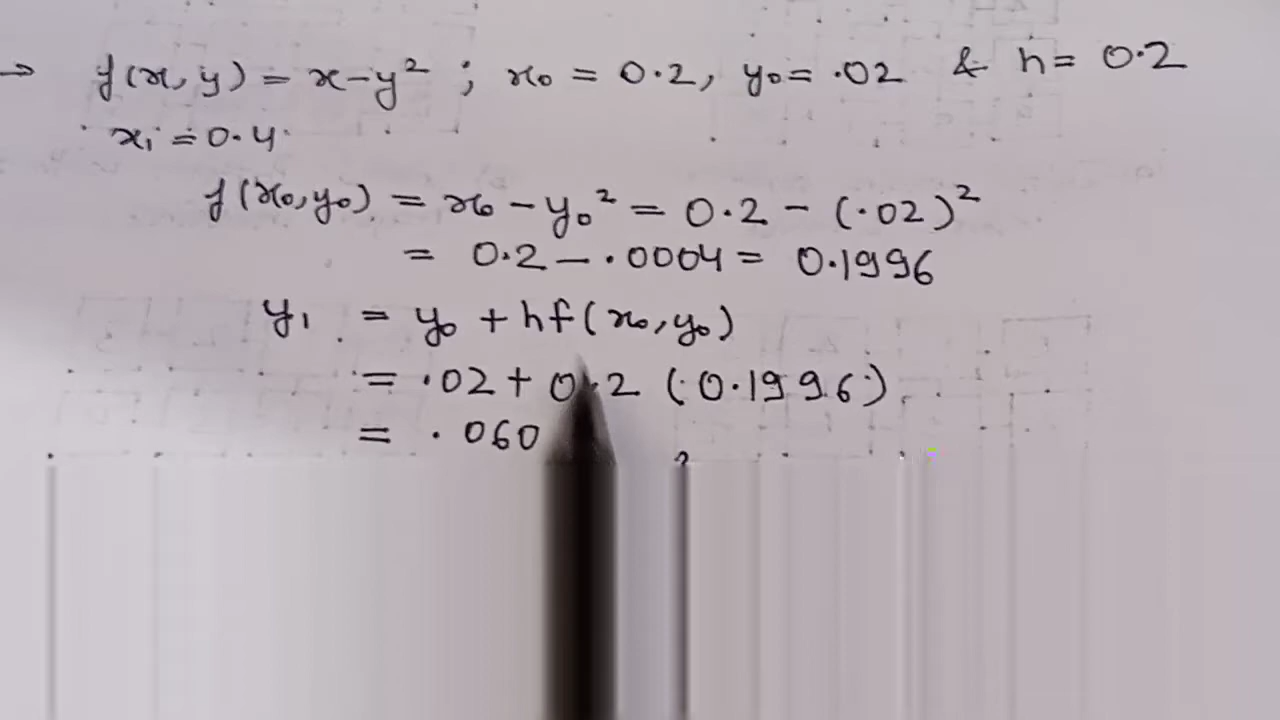 → f(x, y) = x - y² ; x₀ = 0.2, y₀ = .02 & h = 0.2
x₁ = 0.4
f(x₀, y₀) = x₀ - y₀² = 0.2 - (.02)²
= 0.2 - .0004 = 0.1996
y₁ = y₀ + hf(x₀, y₀)
= .02 + 0.2 (0.1996)
= .060